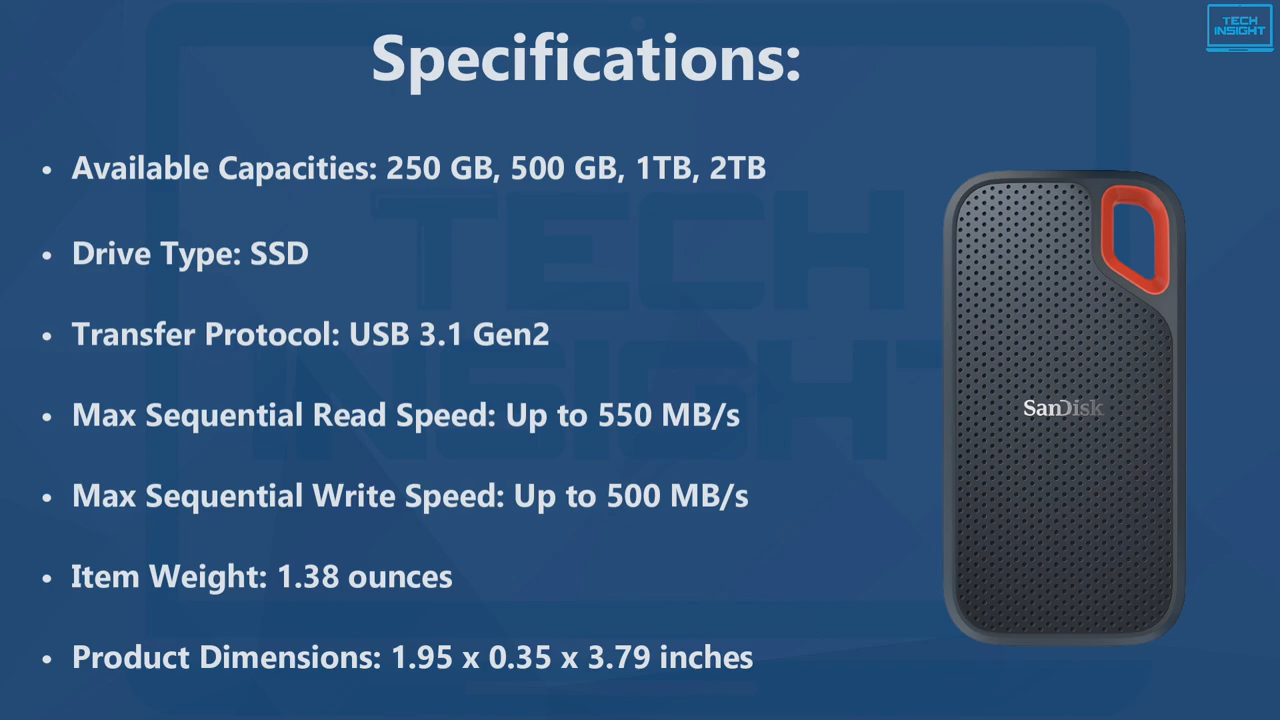 TECH
INSIGHT
Specifications:
• Available Capacities: 250 GB, 500 GB, 1TB, 2TB
• Drive Type: SSD
• Transfer Protocol: USB 3.1 Gen2
• Max Sequential Read Speed: Up to 550 MB/s
• Max Sequential Write Speed: Up to 500 MB/s
• Item Weight: 1.38 ounces
• Product Dimensions: 1.95 x 0.35 x 3.79 inches
SanDisk
TECH
INSIGHT